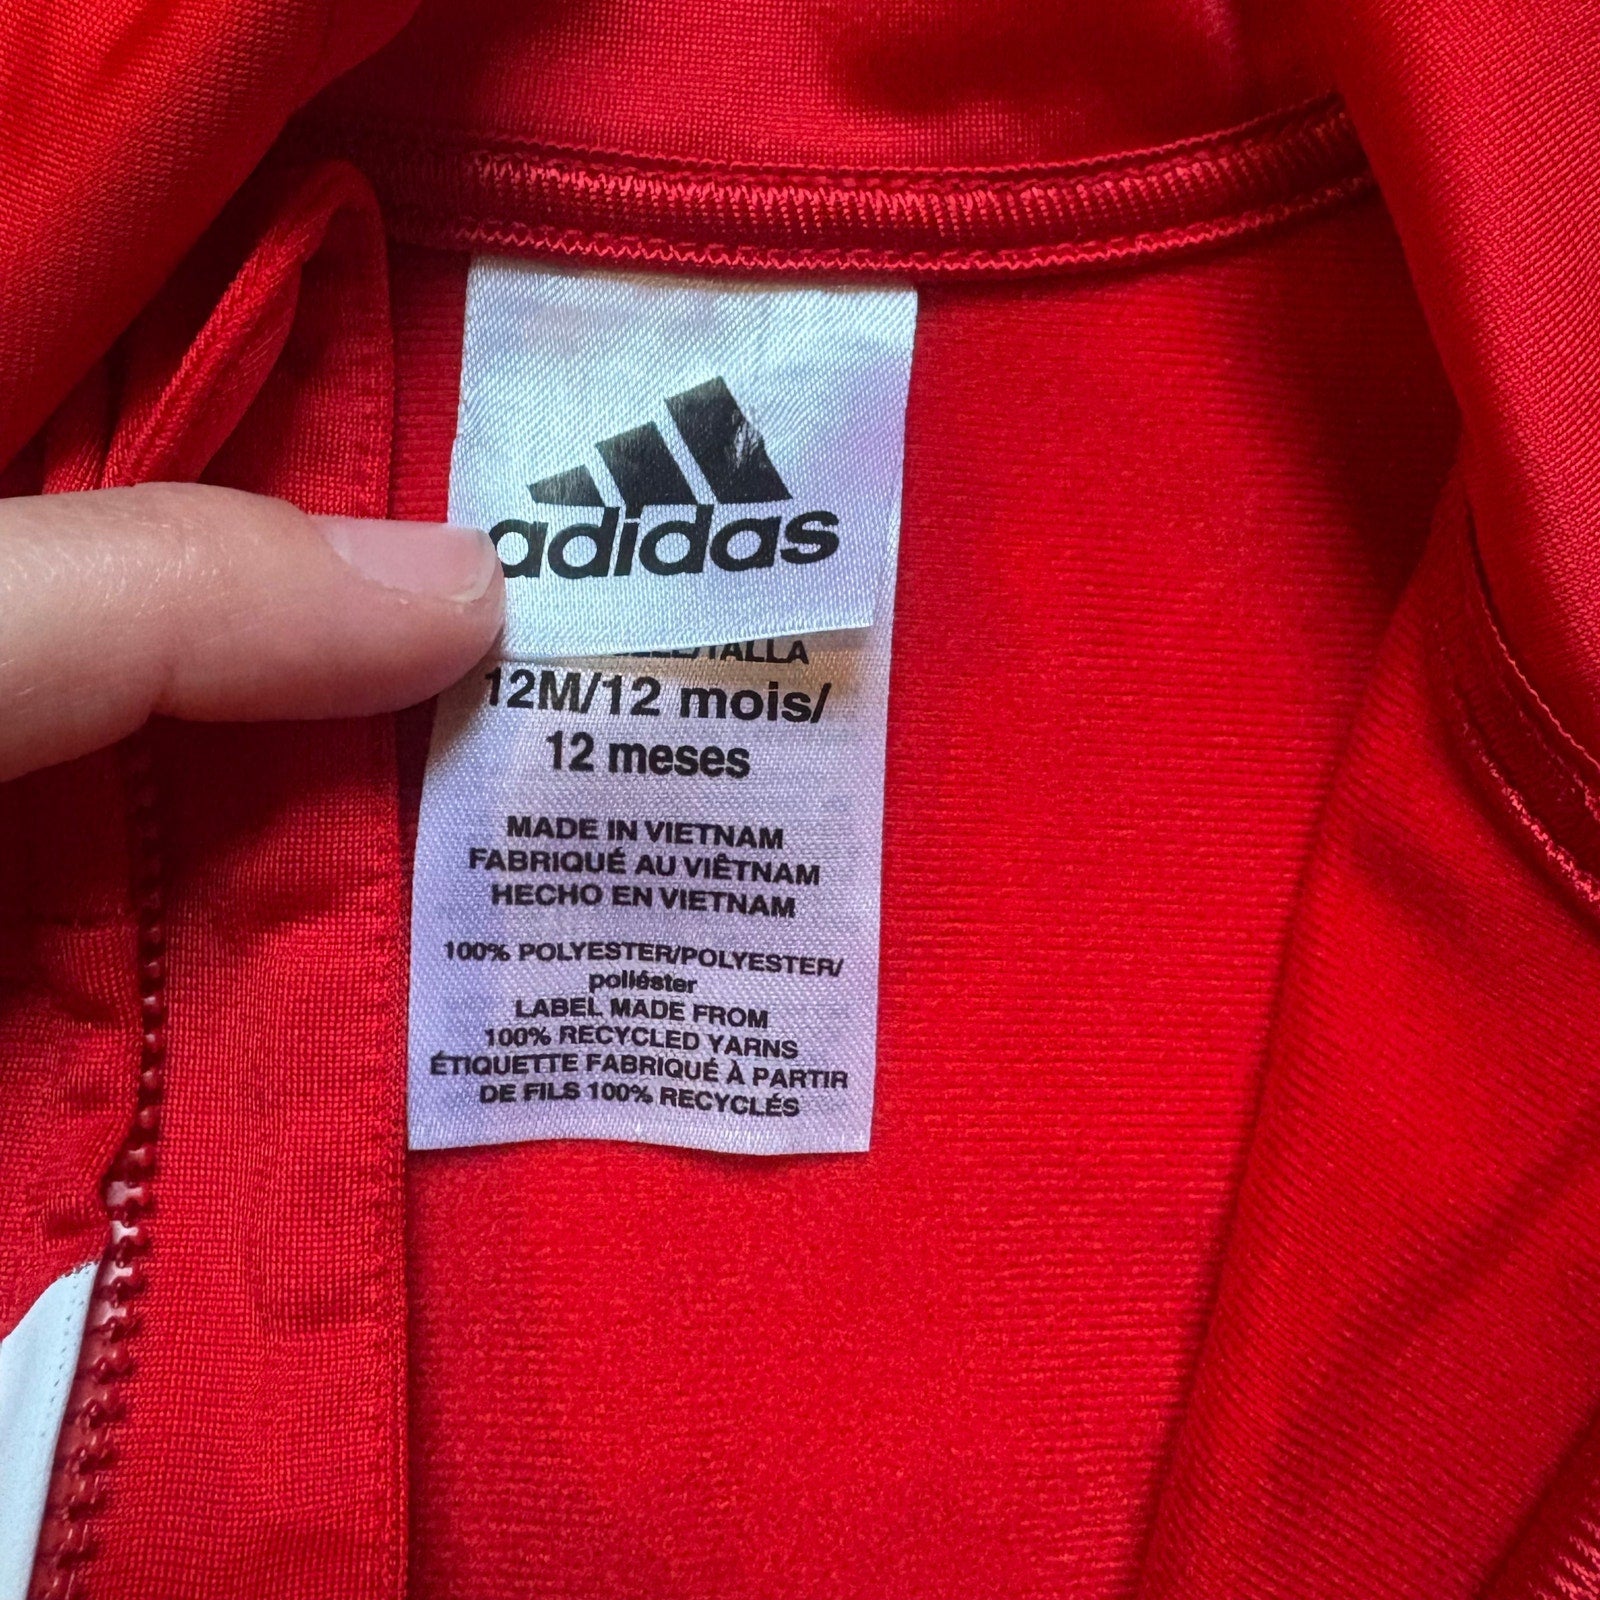 adidas
TALLA
12M/12 mois/
12 meses
MADE IN VIETNAM
FABRIQUÉ AU VIÊTNAM
HECHO EN VIETNAM
100% POLYESTER/POLYESTER/
poliéster
LABEL MADE FROM
100% RECYCLED YARNS
ÉTIQUETTE FABRIQUÉ À PARTIR
DE FILS 100% RECYCLÉS